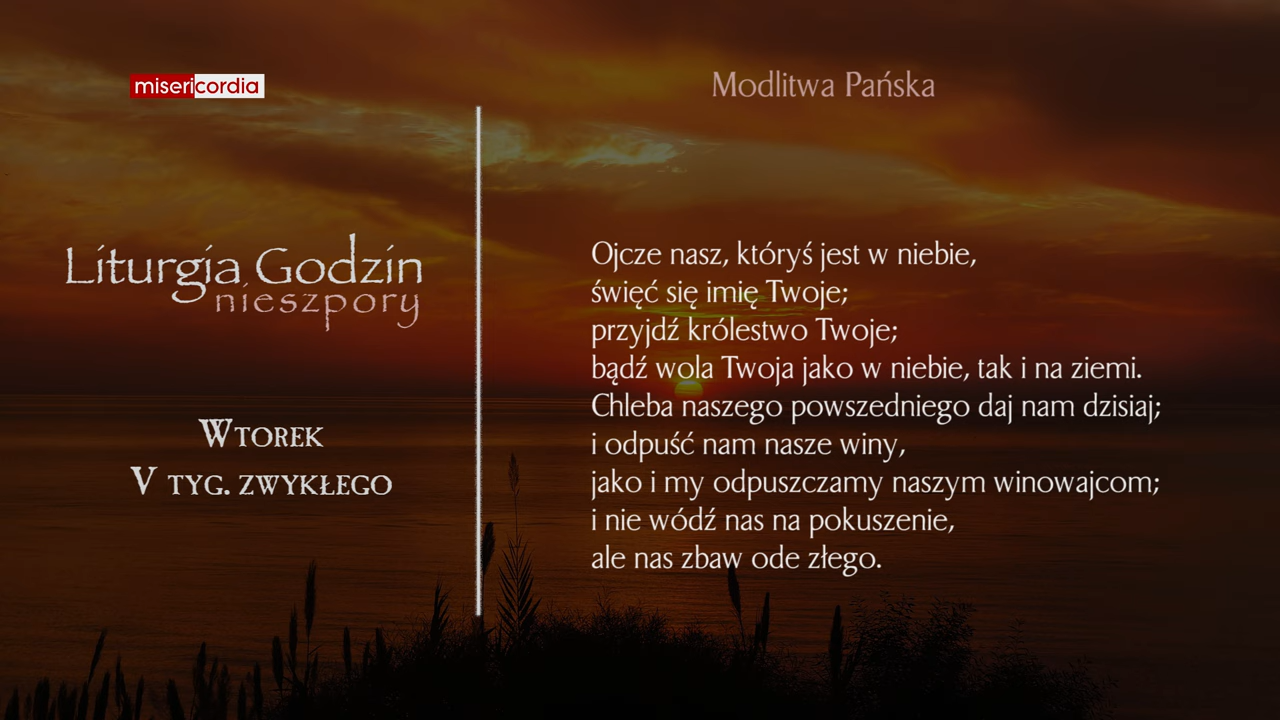 misericordia
Liturgia Godzin
nieszpory
Wtorek
V tyg. zwykłego
Modlitwa Pańska
Ojcze nasz, któryś jest w niebie,
święć się imię Twoje;
przyjdź królestwo Twoje;
bądź wola Twoja jako w niebie, tak i na ziemi.
Chleba naszego powszedniego daj nam dzisiaj;
i odpuść nam nasze winy,
jako i my odpuszczamy naszym winowajcom;
i nie wódź nas na pokuszenie,
ale nas zbaw ode złego.